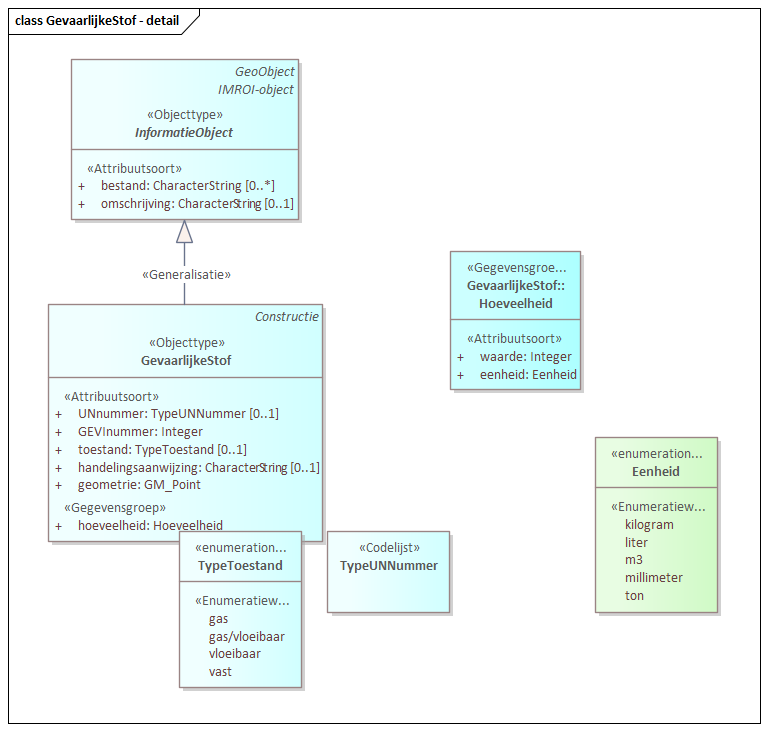 class GevaarlijkeStof - detail
GeoObject
IMROI-object
«Objecttype»
InformatieObject
«Attribuutsoort»
+ bestand: CharacterString [0..*]
+ omschrijving: CharacterString [0..1]
«Generalisatie»
Constructie
«Objecttype»
GevaarlijkeStof
«Attribuutsoort»
+ UNnummer: TypeUNNummer [0..1]
+ GEVInummer: Integer
+ toestand: TypeToestand [0..1]
+ handelingsaanwijzing: CharacterString [0..1]
+ geometrie: GM_Point
«Gegevensgroep»
+ hoeveelheid: Hoeveelheid
«Gegevensgroe...
GevaarlijkeStof::
Hoeveelheid
«Attribuutsoort»
+ waarde: Integer
+ eenheid: Eenheid
«enumeration...
Eenheid
«Enumeratiew...
kilogram
liter
m3
millimeter
ton
«enumeration...
TypeToestand
«Enumeratiew...
gas
gas/vloeibaar
vloeibaar
vast
«Codelijst»
TypeUNNummer